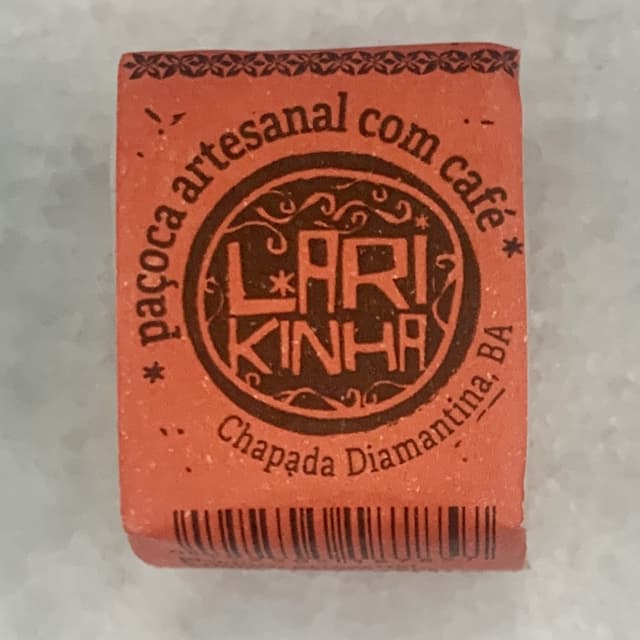 paçoca artesanal com café
LARI
KINHA
Chapada Diamantina, BA